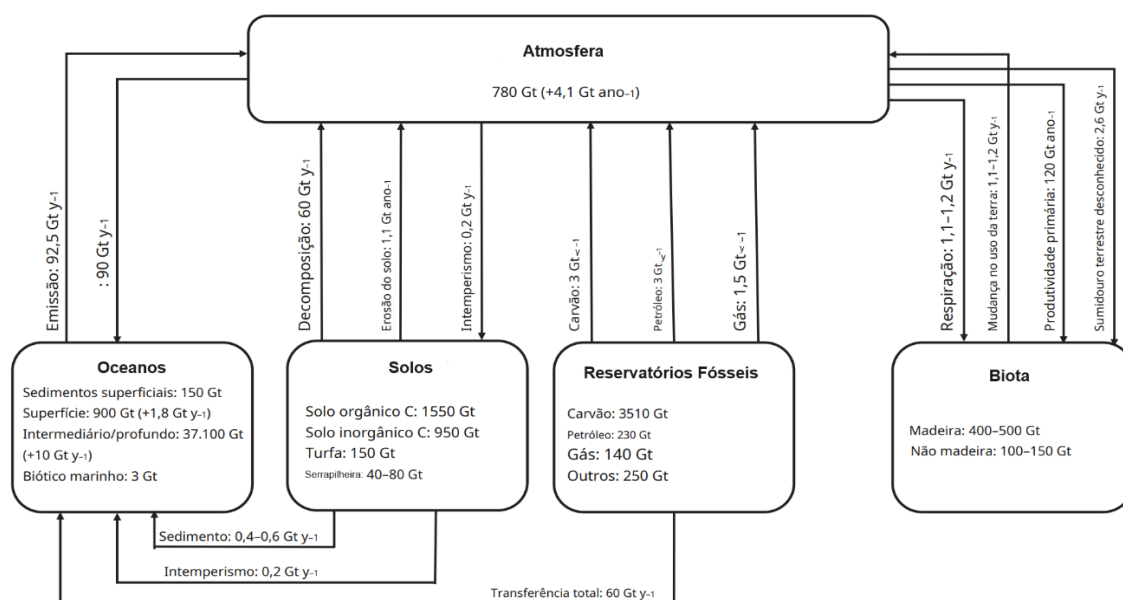 Atmosfera
780 Gt (+4,1 Gt ano-1)
Emissão: 92,5 Gt y-1
: 90 Gt y-1
Decomposição: 60 Gt y-1
Erosão do solo: 1,1 Gt ano-1
Intemperismo: 0,2 Gt y-1
Carvão: 3 Gt < -1
Petróleo: 3 Gt < -1
Gás: 1,5 Gt < -1
Respiração: 1,1–1,2 Gt y-1
Mudança no uso da terra: 1,1–1,2 Gt y-1
Produtividade primária: 120 Gt ano-1
Sumidouro terrestre desconhecido: 2,6 Gt y-1
Oceanos
Sedimentos superficiais: 150 Gt
Superfície: 900 Gt (+1,8 Gt y-1)
Intermediário/profundo: 37.100 Gt
(+10 Gt y-1)
Biótico marinho: 3 Gt
Solos
Solo orgânico C: 1550 Gt
Solo inorgânico C: 950 Gt
Turfa: 150 Gt
Serrapilheira: 40–80 Gt
Reservatórios Fósseis
Carvão: 3510 Gt
Petróleo: 230 Gt
Gás: 140 Gt
Outros: 250 Gt
Biota
Madeira: 400–500 Gt
Não madeira: 100–150 Gt
Sedimento: 0,4–0,6 Gt y-1
Intemperismo: 0,2 Gt y-1
Transferência total: 60 Gt y-1